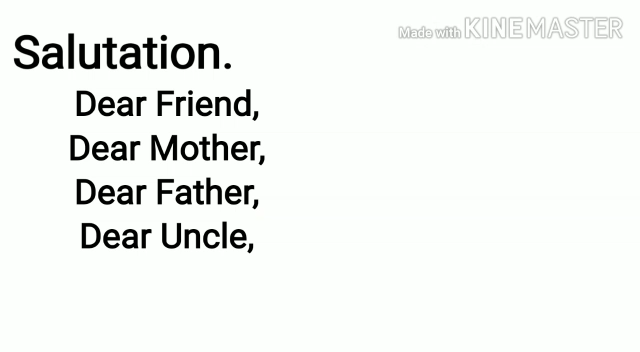 Made with KINEMASTER
Salutation.
Dear Friend,
Dear Mother,
Dear Father,
Dear Uncle,